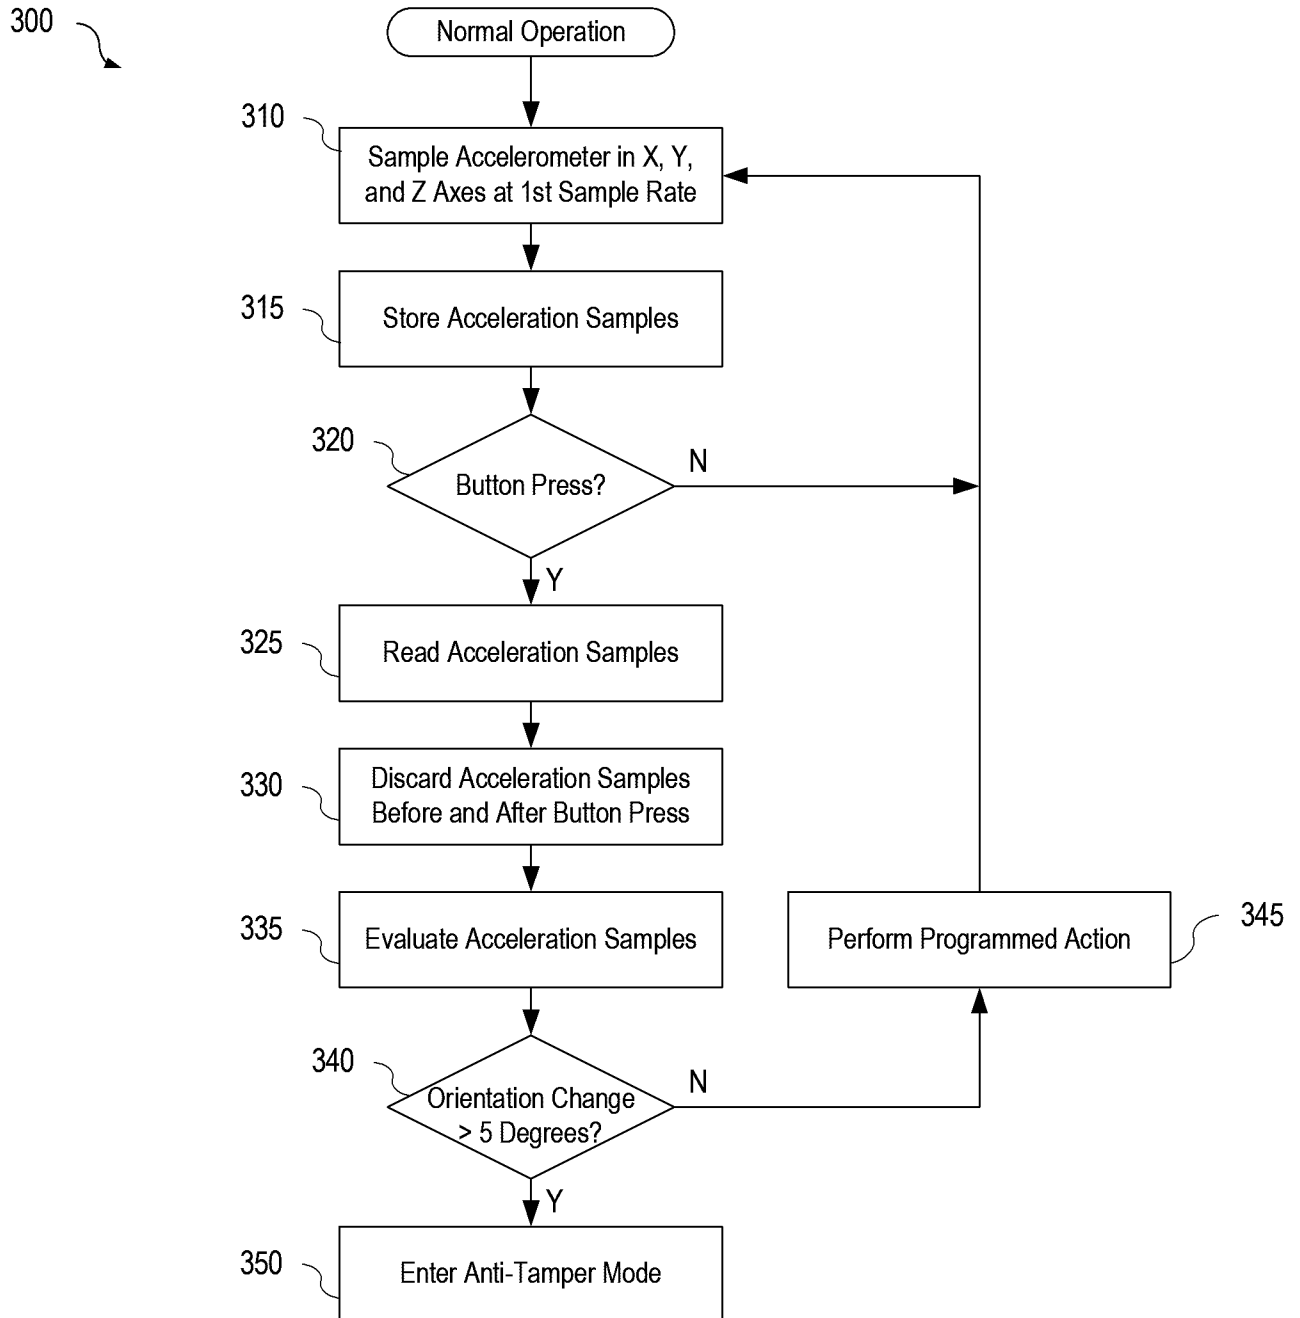 300
Normal Operation
310
Sample Accelerometer in X, Y,
and Z Axes at 1st Sample Rate
315
Store Acceleration Samples
320
Button Press?
N
Y
325
Read Acceleration Samples
330
Discard Acceleration Samples
Before and After Button Press
335
Evaluate Acceleration Samples
Perform Programmed Action
345
340
Orientation Change
> 5 Degrees?
N
Y
350
Enter Anti-Tamper Mode